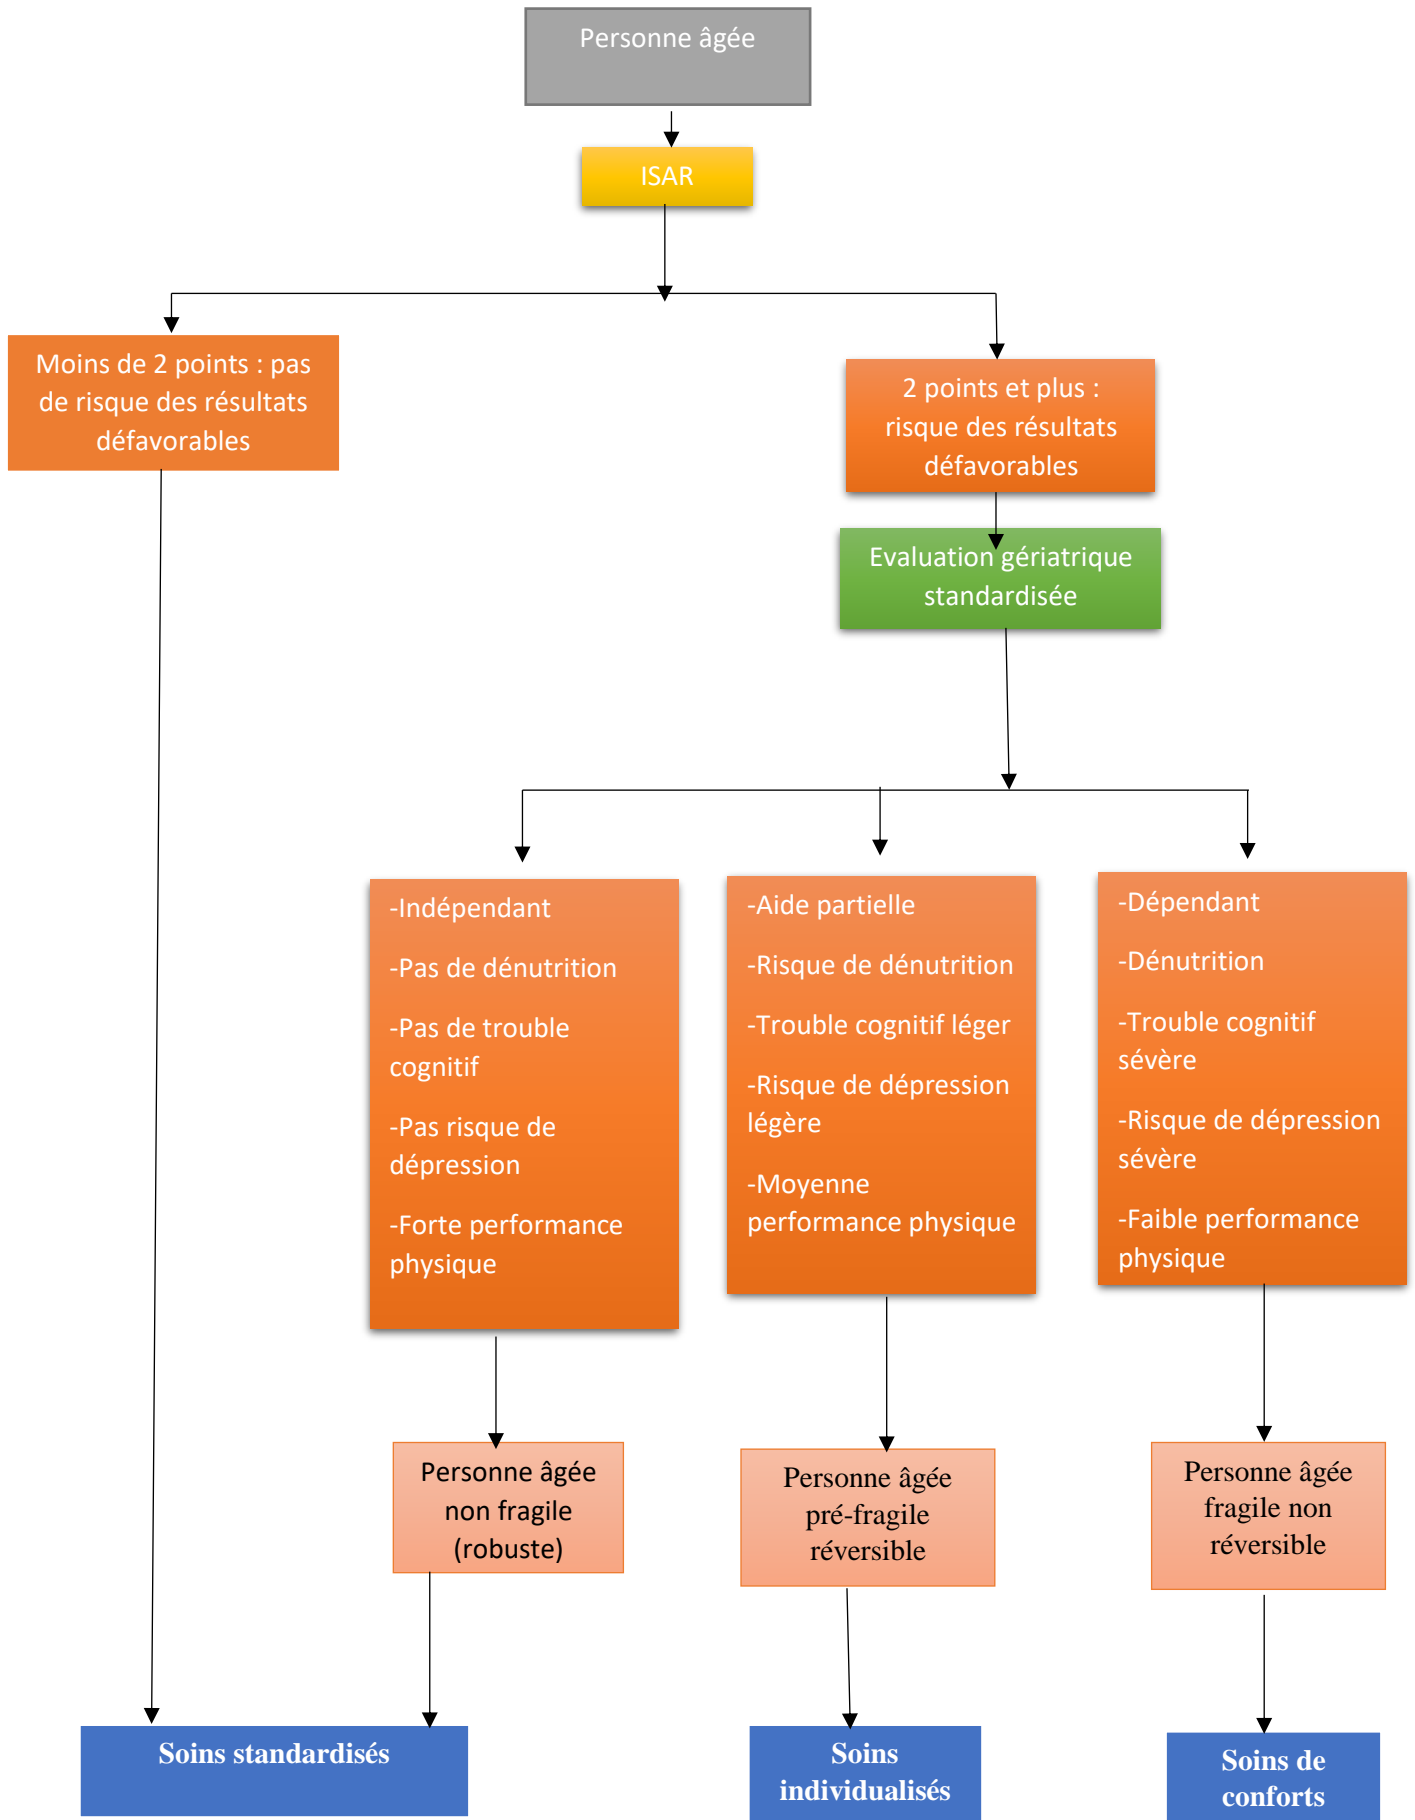 Personne âgée
ISAR
Moins de 2 points : pas
de risque des résultats
défavorables
2 points et plus :
risque des résultats
défavorables
Evaluation gériatrique
standardisée
-Indépendant
-Pas de dénutrition
-Pas de trouble
cognitif
-Pas risque de
dépression
-Forte performance
physique
-Aide partielle
-Risque de dénutrition
-Trouble cognitif léger
-Risque de dépression
légère
-Moyenne
performance physique
-Dépendant
-Dénutrition
-Trouble cognitif
sévère
-Risque de dépression
sévère
-Faible performance
physique
Personne âgée
non fragile
(robuste)
Personne âgée
pré-fragile
réversible
Personne âgée
fragile non
réversible
Soins standardisés
Soins
individualisés
Soins de
conforts